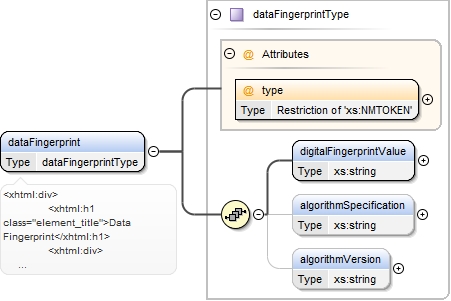 dataFingerprintType
@ Attributes
@ type
Type Restriction of 'xs:NMTOKEN'
dataFingerprint
Type dataFingerprintType
<xhtml:div>
<xhtml:h1
class="element_title">Data
Fingerprint</xhtml:h1>
<xhtml:div>
...
digitalFingerprintValue
Type xs:string
algorithmSpecification
Type xs:string
algorithmVersion
Type xs:string